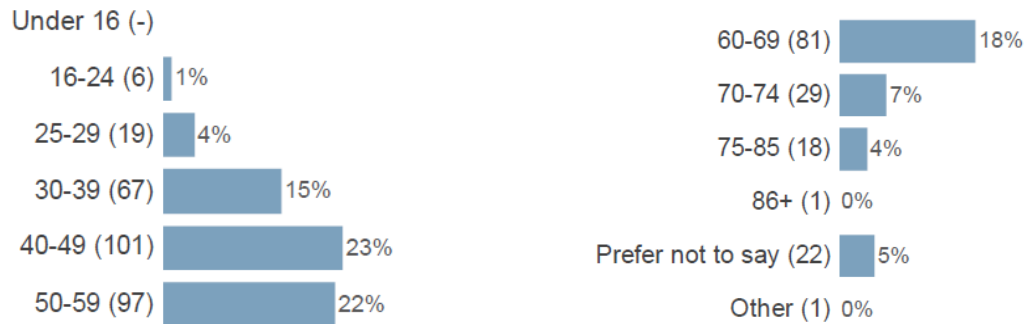 Under 16 (-)
16-24 (6) 1%
25-29 (19) 4%
30-39 (67) 15%
40-49 (101) 23%
50-59 (97) 22%
60-69 (81) 18%
70-74 (29) 7%
75-85 (18) 4%
86+ (1) 0%
Prefer not to say (22) 5%
Other (1) 0%